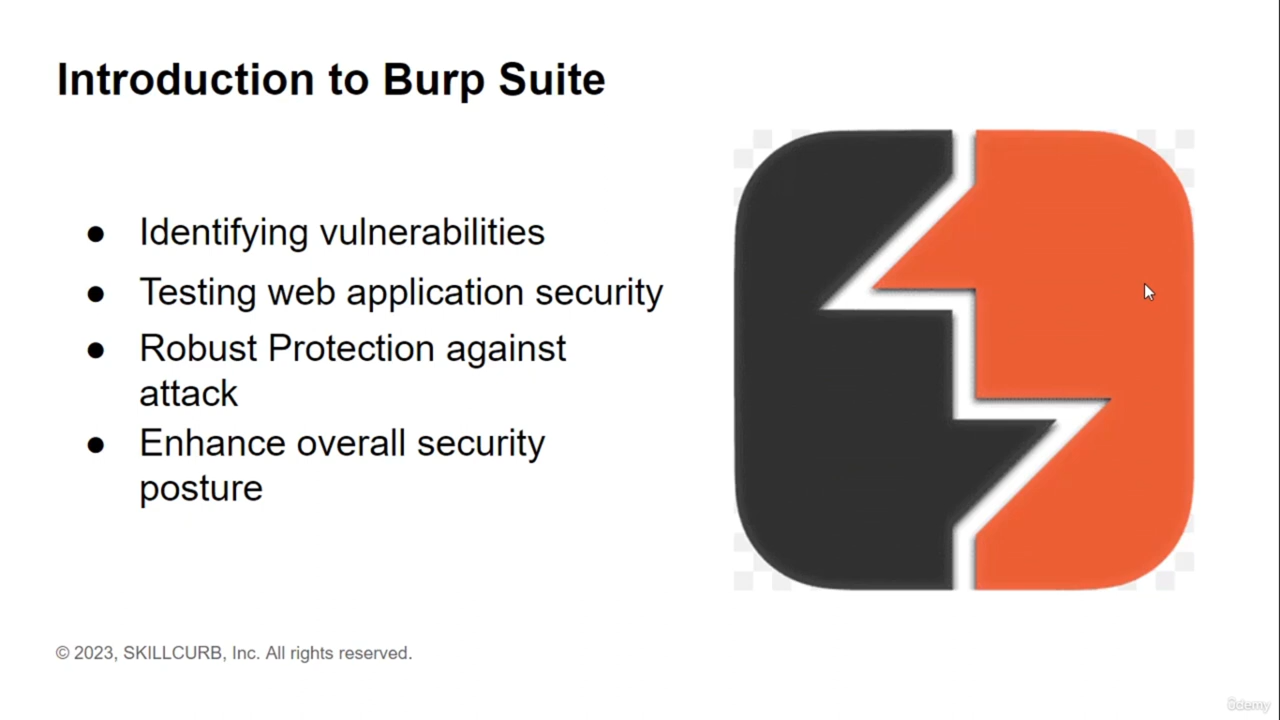 Introduction to Burp Suite
● Identifying vulnerabilities
● Testing web application security
● Robust Protection against
attack
● Enhance overall security
posture
© 2023, SKILLCURB, Inc. All rights reserved.
ûdemy